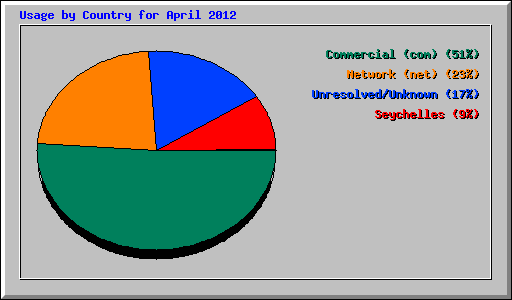 Usage by Country for April 2012
Commercial (com) (51%)
Network (net) (23%)
Unresolved/Unknown (17%)
Seychelles (9%)